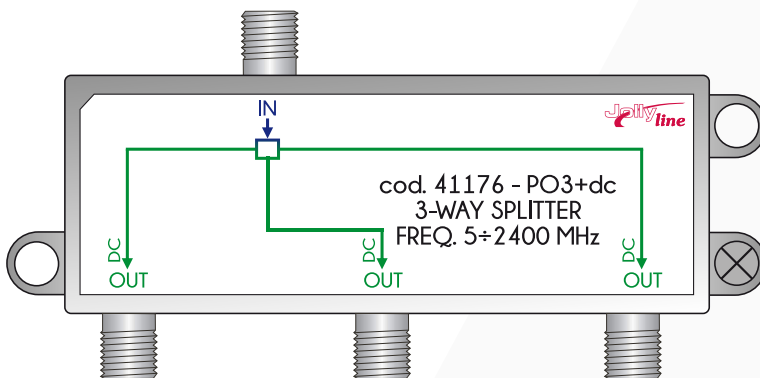 IN
Jolly line
cod. 41176 - PO3+dc
3-WAY SPLITTER
FREQ. 5÷2400 MHz
DC DC DC
OUT OUT OUT